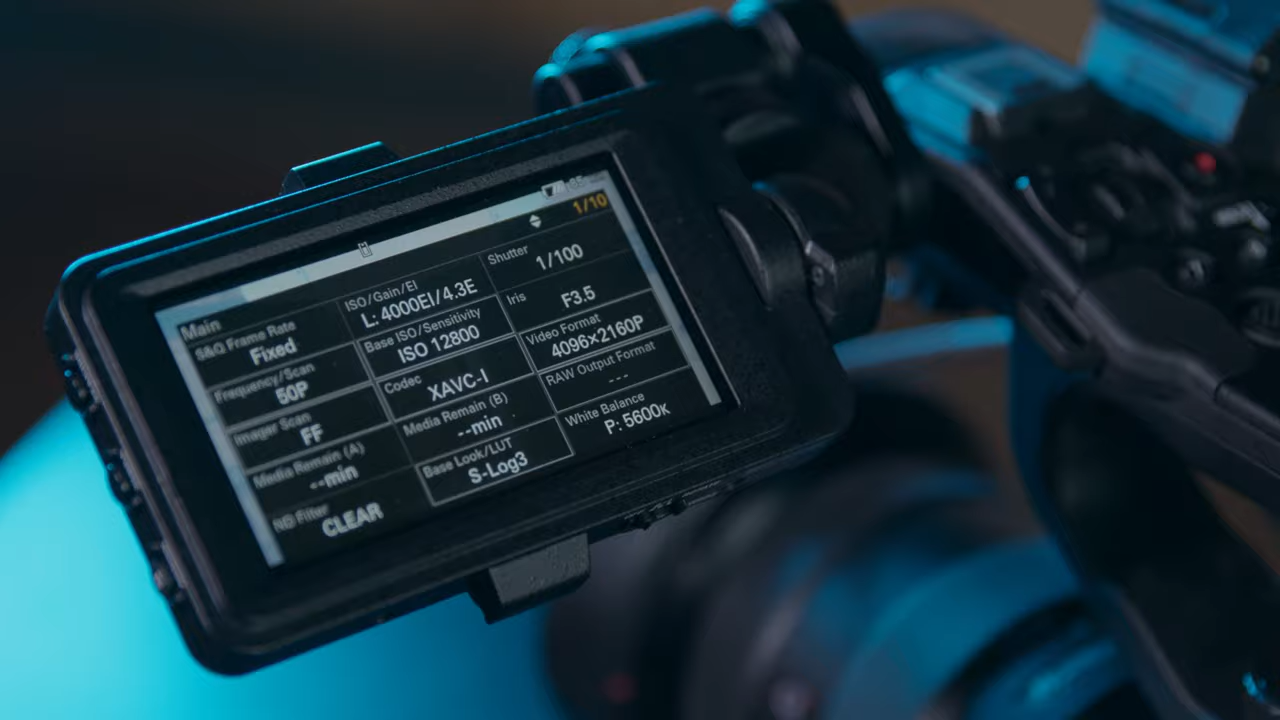 1/10
Main
S&Q Frame Rate
Fixed
Frequency/Scan
50P
Imager Scan
FF
Media Remain (A)
--min
ND Filter
CLEAR
ISO/Gain/EI
L: 4000EI/4.3E
Base ISO/Sensitivity
ISO 12800
Codec
XAVC-I
Media Remain (B)
--min
Base Look/LUT
S-Log3
Shutter
1/100
Iris
F3.5
Video Format
4096×2160P
RAW Output Format
---
White Balance
P: 5600K